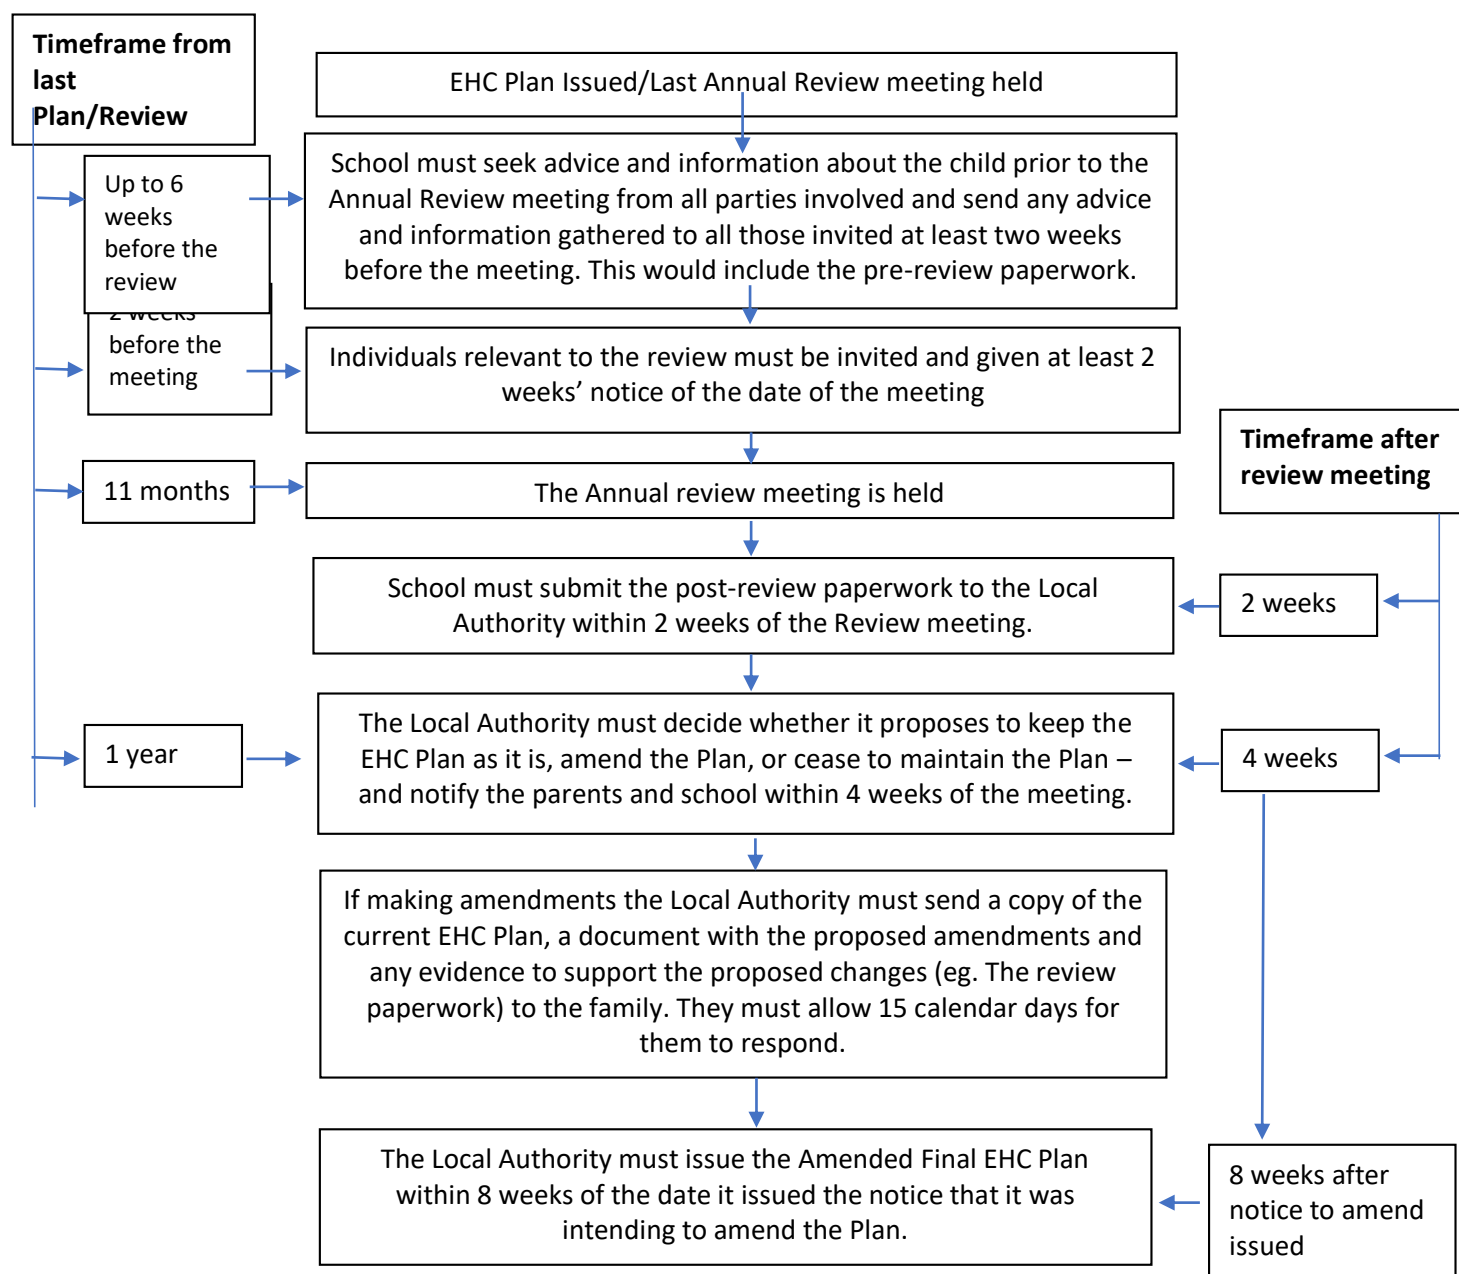 Timeframe from
last
Plan/Review
EHC Plan Issued/Last Annual Review meeting held
Up to 6
weeks
before the
review
School must seek advice and information about the child prior to the
Annual Review meeting from all parties involved and send any advice
and information gathered to all those invited at least two weeks
before the meeting. This would include the pre-review paperwork.
2 weeks
before the
meeting
Individuals relevant to the review must be invited and given at least 2
weeks’ notice of the date of the meeting
Timeframe after
review meeting
11 months
The Annual review meeting is held
School must submit the post-review paperwork to the Local
Authority within 2 weeks of the Review meeting.
2 weeks
1 year
The Local Authority must decide whether it proposes to keep the
EHC Plan as it is, amend the Plan, or cease to maintain the Plan –
and notify the parents and school within 4 weeks of the meeting.
4 weeks
If making amendments the Local Authority must send a copy of the
current EHC Plan, a document with the proposed amendments and
any evidence to support the proposed changes (eg. The review
paperwork) to the family. They must allow 15 calendar days for
them to respond.
The Local Authority must issue the Amended Final EHC Plan
within 8 weeks of the date it issued the notice that it was
intending to amend the Plan.
8 weeks after
notice to amend
issued